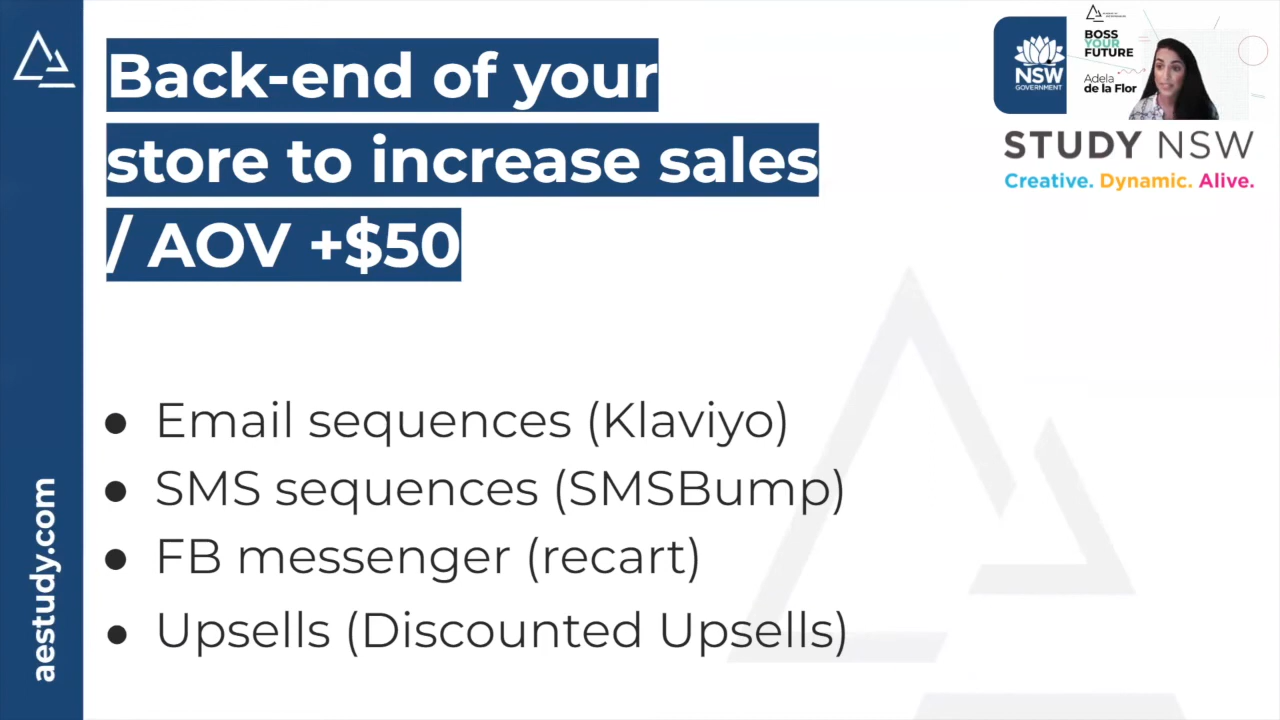 Back-end of your
store to increase sales
/ AOV +$50
Email sequences (Klaviyo)
SMS sequences (SMSBump)
FB messenger (recart)
Upsells (Discounted Upsells)
aestudy.com
NSW
GOVERNMENT
BOSS
YOUR
FUTURE
Adela
de la Flor
STUDY NSW
Creative. Dynamic. Alive.